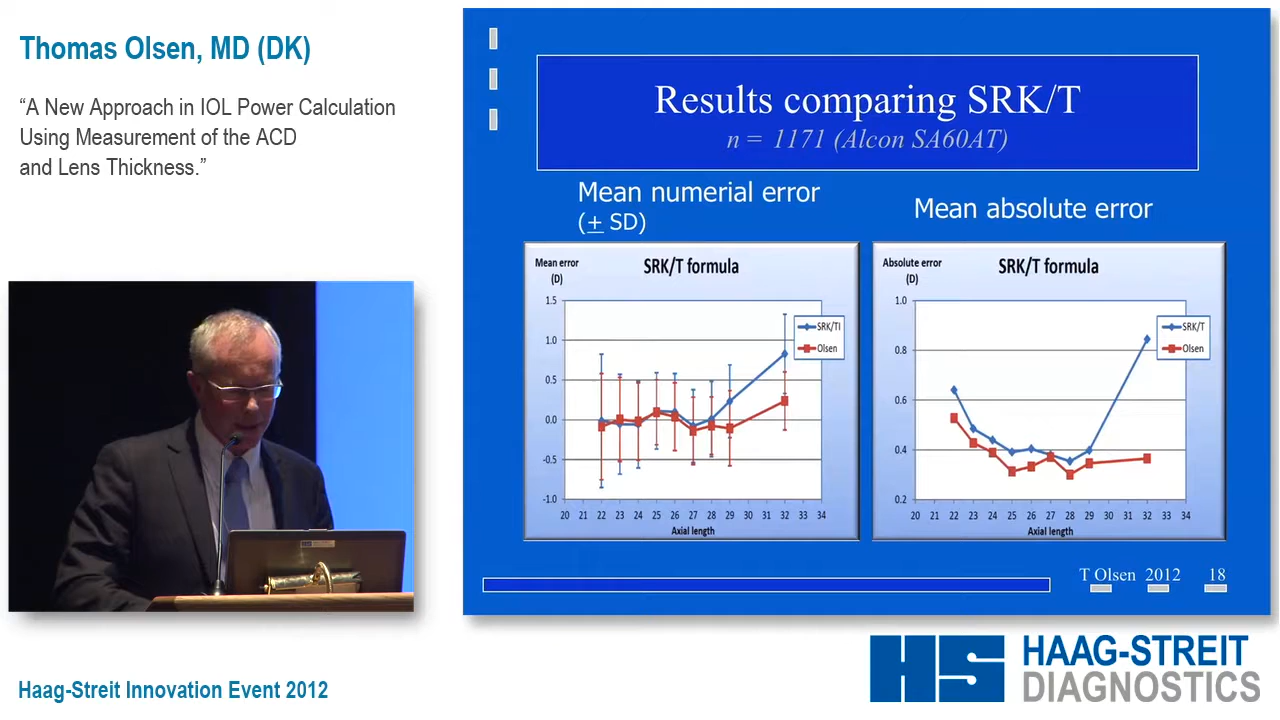 Thomas Olsen, MD (DK)
“A New Approach in IOL Power Calculation
Using Measurement of the ACD
and Lens Thickness.”
Results comparing SRK/T
n = 1171 (Alcon SA60AT)
Mean numerial error
(± SD)
Mean absolute error
Mean error
(D)
SRK/T formula
1.5
1.0
0.5
0.0
-0.5
-1.0
20 21 22 23 24 25 26 27 28 29 30 31 32 33 34
Axial length
SRK/TI
Olsen
Absolute error
(D)
SRK/T formula
1.0
0.8
0.6
0.4
0.2
20 21 22 23 24 25 26 27 28 29 30 31 32 33 34
Axial length
SRK/T
Olsen
T Olsen 2012 18
Haag-Streit Innovation Event 2012
HS HAAG-STREIT
DIAGNOSTICS